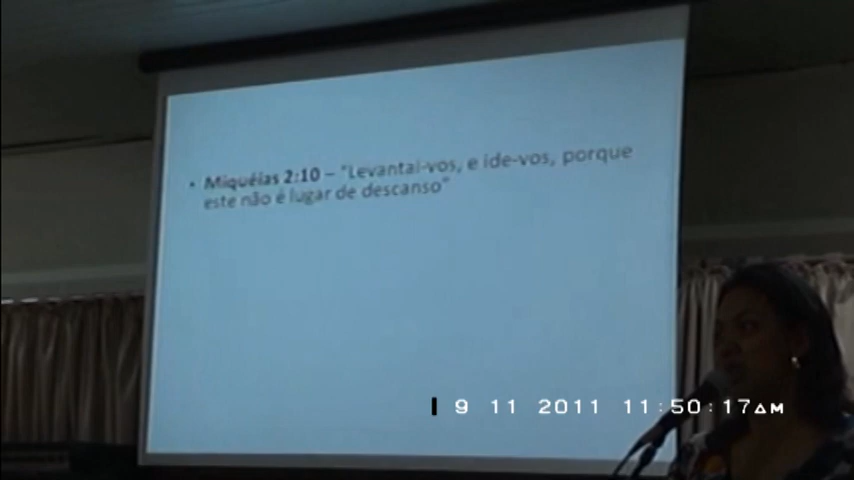 • Miquéias 2:10 – "Levantai-vos, e ide-vos, porque
este não é lugar de descanso"
9 11 2011 11:50:17AM